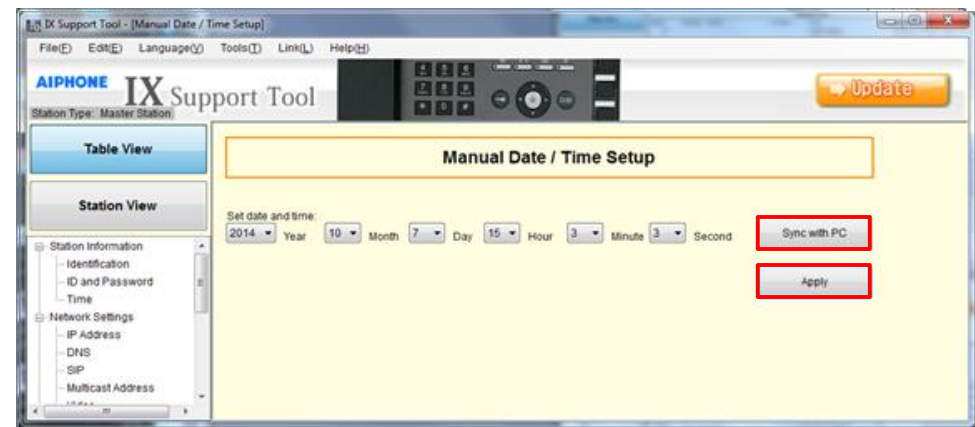 IX Support Tool - [Manual Date / Time Setup]
File(F) Edit(E) Language(V) Tools(T) Link(L) Help(H)
AIPHONE IX Support Tool
Station Type: Master Station
Update
Table View
Manual Date / Time Setup
Station View
Set date and time:
2014 Year 10 Month 7 Day 15 Hour 3 Minute 3 Second
Sync with PC
Apply
Station Information
Identification
ID and Password
Time
Network Settings
IP Address
DNS
SIP
Multicast Address